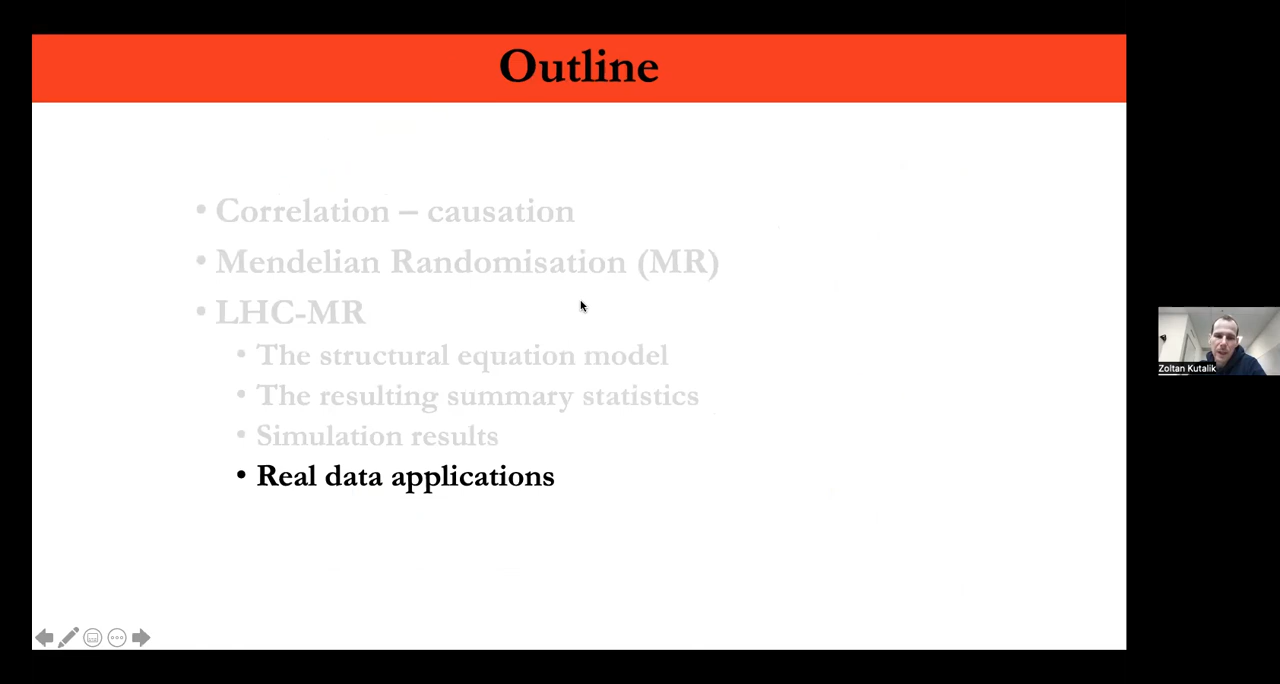 Outline
• Correlation – causation
• Mendelian Randomisation (MR)
• LHC-MR
• The structural equation model
• The resulting summary statistics
• Simulation results
• Real data applications
Zoltan Kutalik